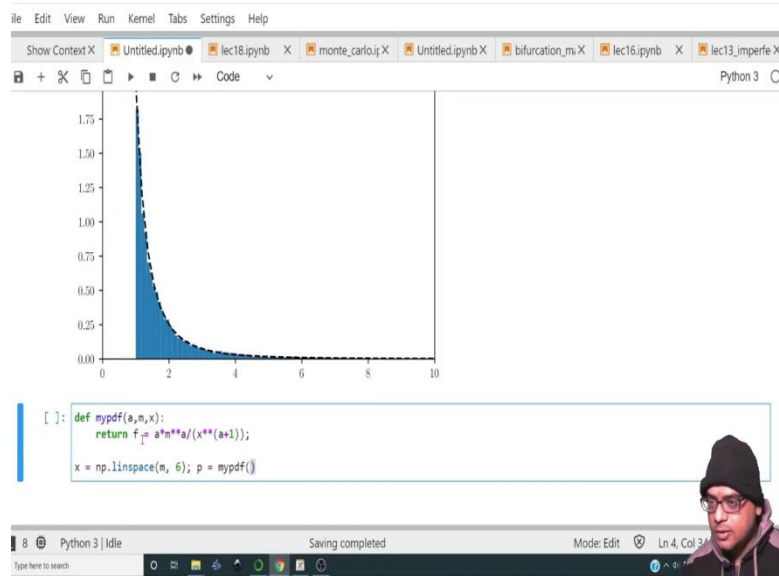 ile Edit View Run Kernel Tabs Settings Help
Show Context X Untitled.ipynb lec18.ipynb X monte_carlo.ip X Untitled.ipynb X bifurcation_ma X lec16.ipynb X lec13_imperfe X
Code Python 3
1.75
1.50
1.25
1.00
0.75
0.50
0.25
0.00
0 2 4 6 8 10
[ ]: def mypdf(a,m,x):
return f = a*m**a/(x**(a+1));
x = np.linspace(m, 6); p = mypdf()
8 Python 3 | Idle Saving completed Mode: Edit Ln 4, Col 34
Type here to search